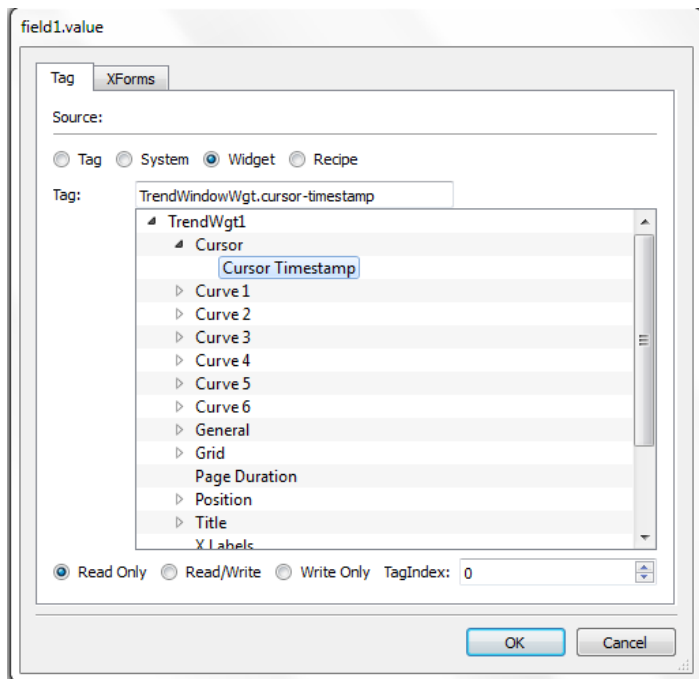 field1.value
Tag XForms
Source:
Tag System Widget Recipe
Tag: TrendWindowWgt.cursor-timestamp
TrendWgt1
Cursor
Cursor Timestamp
Curve 1
Curve 2
Curve 3
Curve 4
Curve 5
Curve 6
General
Grid
Page Duration
Position
Title
X Labels
Read Only Read/Write Write Only TagIndex: 0
OK Cancel